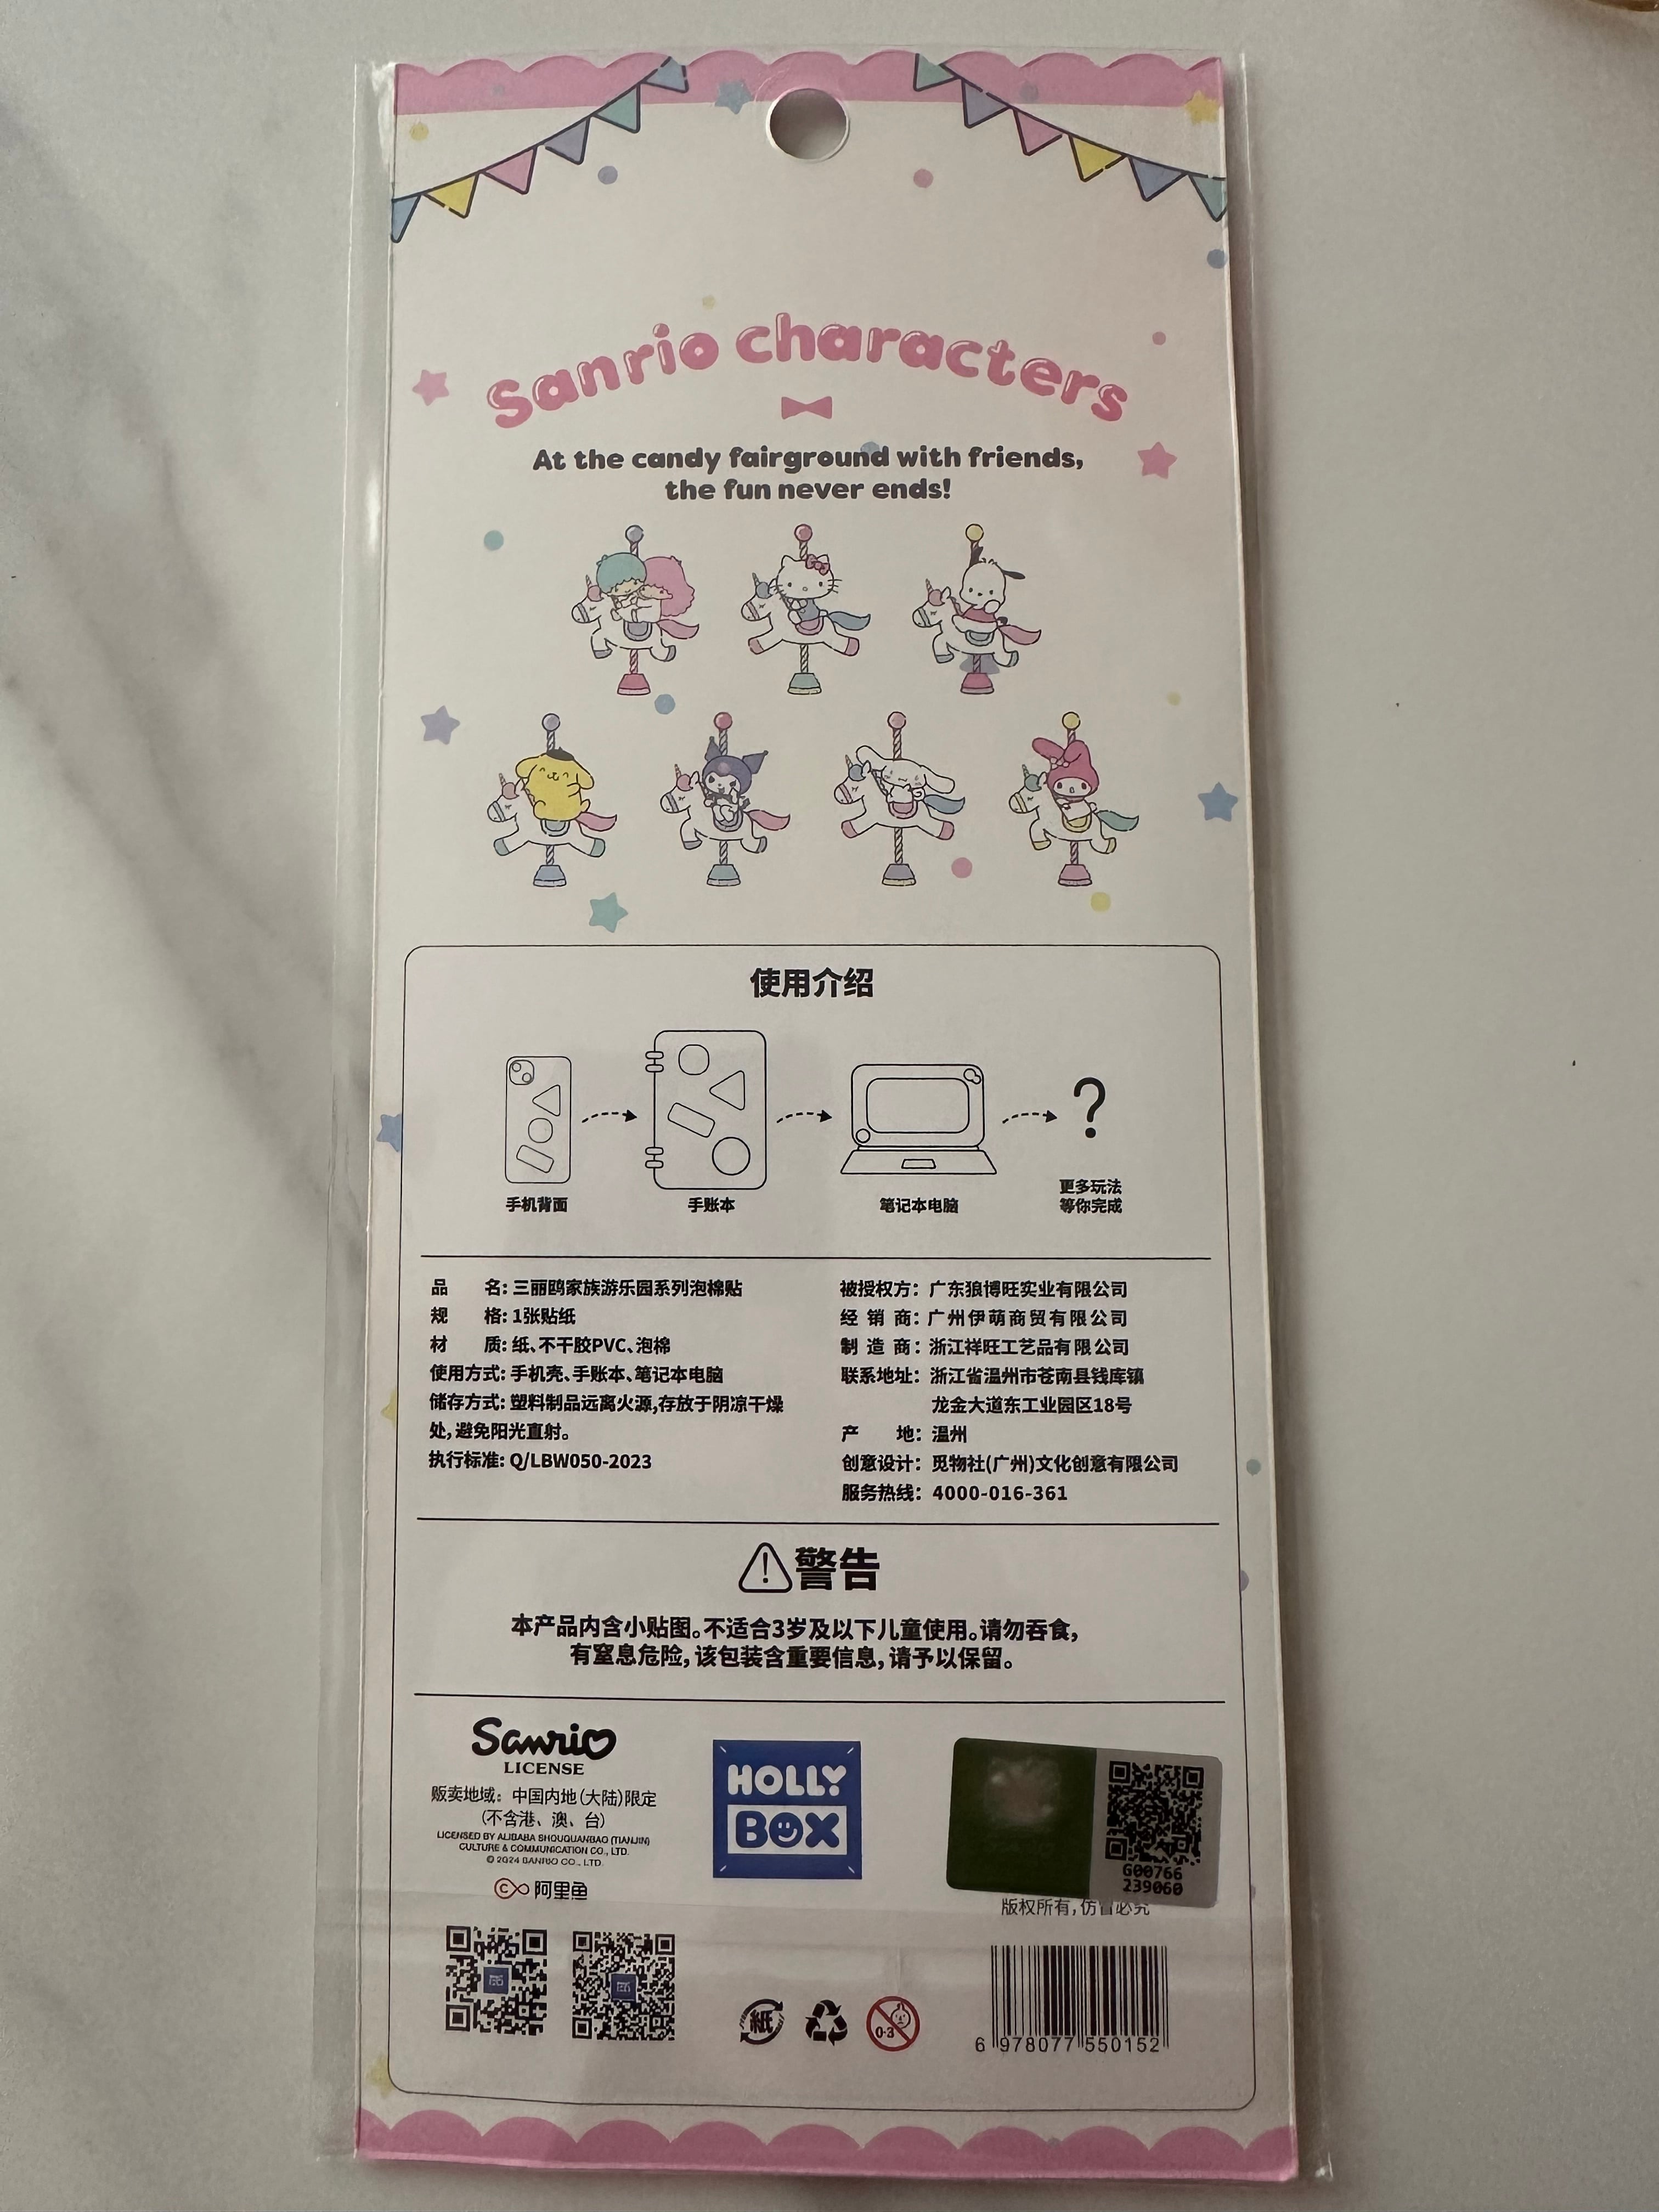 Sanrio characters
At the candy fairground with friends,
the fun never ends!
使用介绍
手机背面
手账本
笔记本电脑
更多玩法
等你完成
品　　名: 三丽鸥家族游乐园系列泡棉贴
规　　格: 1张贴纸
材　　质: 纸、不干胶PVC、泡棉
使用方式: 手机壳、手账本、笔记本电脑
储存方式: 塑料制品远离火源,存放于阴凉干燥
处,避免阳光直射。
执行标准: Q/LBW050-2023
被授权方: 广东狼博旺实业有限公司
经 销 商: 广州伊萌商贸有限公司
制 造 商: 浙江祥旺工艺品有限公司
联系地址: 浙江省温州市苍南县钱库镇
龙金大道东工业园区18号
产　　地: 温州
创意设计: 觅物社(广州)文化创意有限公司
服务热线: 4000-016-361
警告
本产品内含小贴图。不适合3岁及以下儿童使用。请勿吞食,
有窒息危险,该包装含重要信息,请予以保留。
Sanrio
LICENSE
贩卖地域: 中国内地(大陆)限定
(不含港、澳、台)
LICENSED BY ALIBABA SHOUQUANBAO (TIANJIN)
CULTURE & COMMUNICATION CO., LTD.
© 2024 SANRIO CO., LTD.
阿里鱼
HOLLY
BOX
G00766
239060
版权所有,仿冒必究
紙
0-3
6 978077 550152